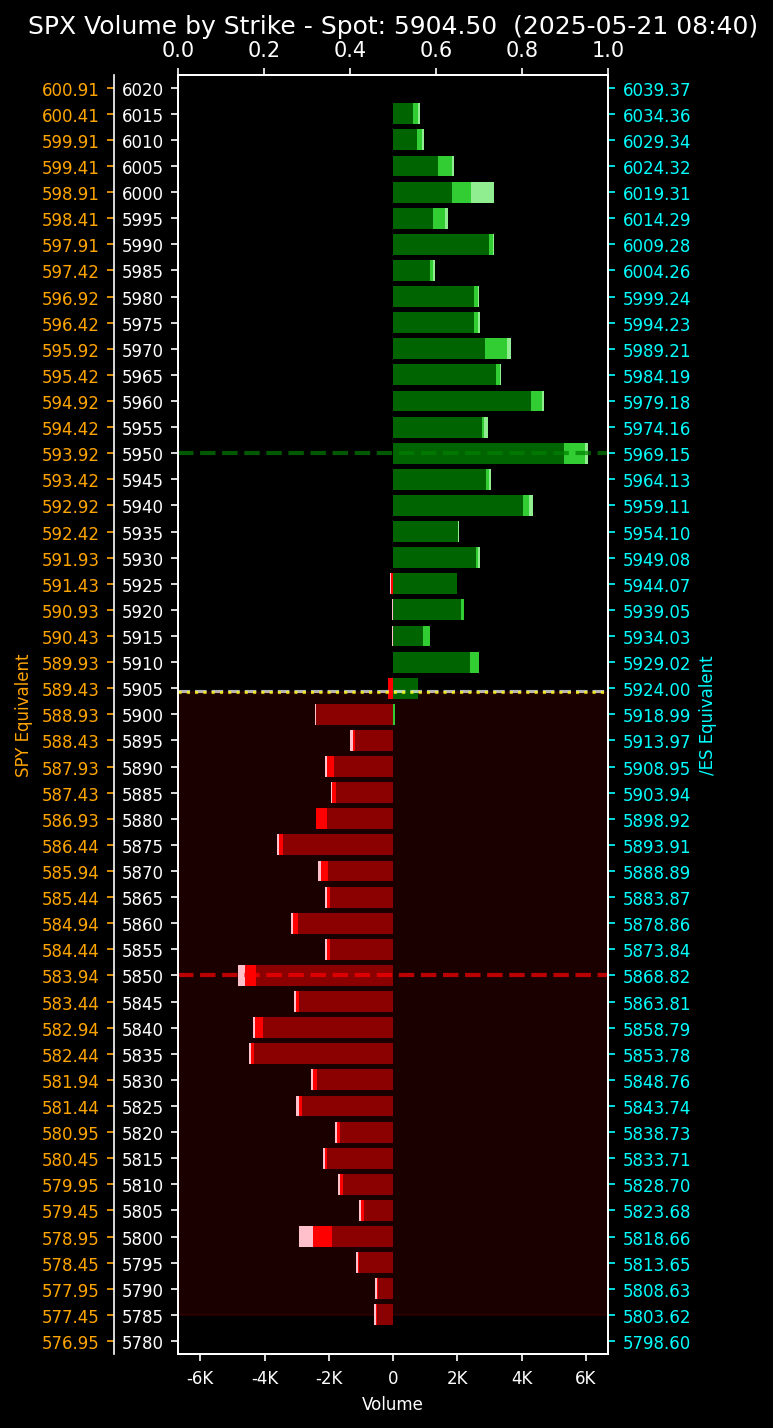 SPX Volume by Strike - Spot: 5904.50 (2025-05-21 08:40)
0.0 0.2 0.4 0.6 0.8 1.0
600.91 6020 6039.37
600.41 6015 6034.36
599.91 6010 6029.34
599.41 6005 6024.32
598.91 6000 6019.31
598.41 5995 6014.29
597.91 5990 6009.28
597.42 5985 6004.26
596.92 5980 5999.24
596.42 5975 5994.23
595.92 5970 5989.21
595.42 5965 5984.19
594.92 5960 5979.18
594.42 5955 5974.16
593.92 5950 5969.15
593.42 5945 5964.13
592.92 5940 5959.11
592.42 5935 5954.10
591.93 5930 5949.08
591.43 5925 5944.07
590.93 5920 5939.05
590.43 5915 5934.03
589.93 5910 5929.02
589.43 5905 5924.00
588.93 5900 5918.99
588.43 5895 5913.97
587.93 5890 5908.95
587.43 5885 5903.94
586.93 5880 5898.92
586.44 5875 5893.91
585.94 5870 5888.89
585.44 5865 5883.87
584.94 5860 5878.86
584.44 5855 5873.84
583.94 5850 5868.82
583.44 5845 5863.81
582.94 5840 5858.79
582.44 5835 5853.78
581.94 5830 5848.76
581.44 5825 5843.74
580.95 5820 5838.73
580.45 5815 5833.71
579.95 5810 5828.70
579.45 5805 5823.68
578.95 5800 5818.66
578.45 5795 5813.65
577.95 5790 5808.63
577.45 5785 5803.62
576.95 5780 5798.60
SPY Equivalent
/ES Equivalent
-6K -4K -2K 0 2K 4K 6K
Volume